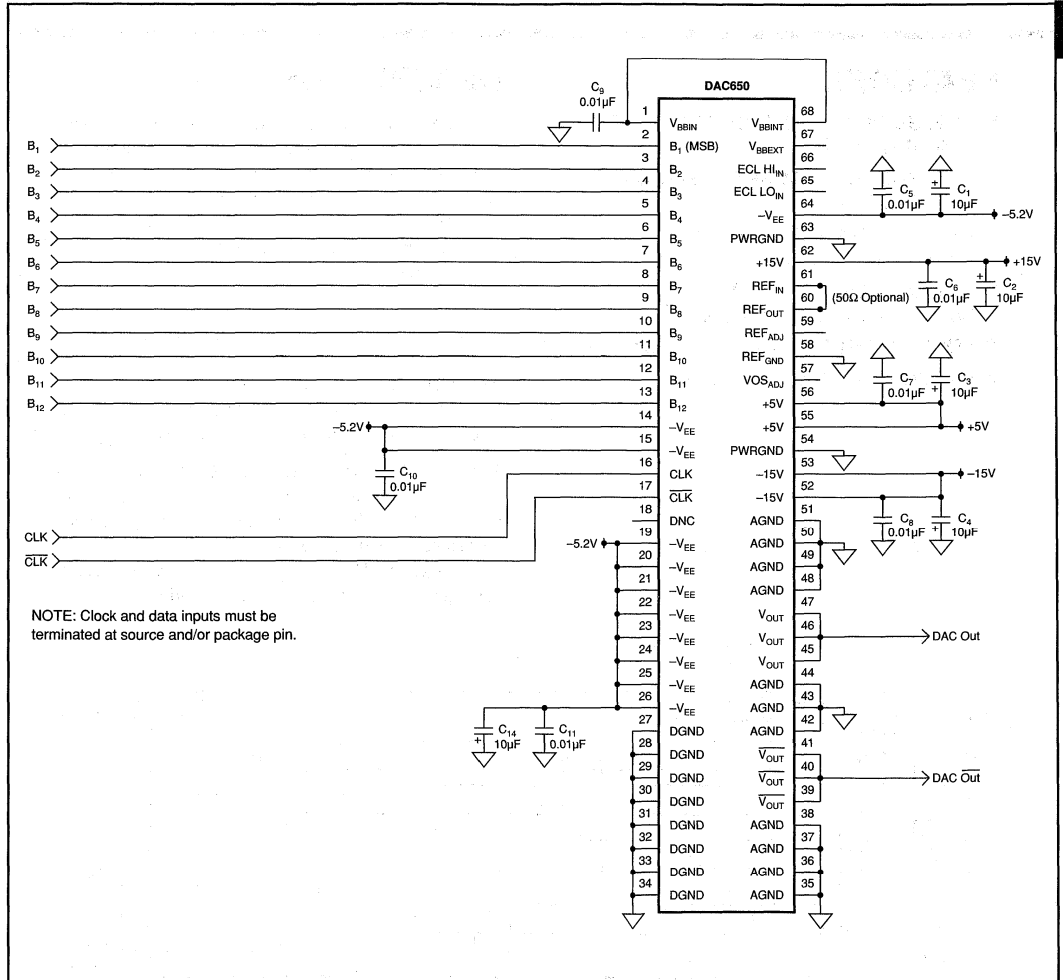 DAC650
C9
0.01µF
1 VBBIN
2 B1 (MSB)
3 B2
4 B3
5 B4
6 B5
7 B6
8 B7
9 B8
10 B9
11 B10
12 B11
13 B12
14 –VEE
15 –VEE
16 CLK
17 C̅L̅K̅
18 DNC
19 –VEE
20 –VEE
21 –VEE
22 –VEE
23 –VEE
24 –VEE
25 –VEE
26 –VEE
27 DGND
28 DGND
29 DGND
30 DGND
31 DGND
32 DGND
33 DGND
34 DGND
68 VBBINT
67 VBBEXT
66 ECL HIIN
65 ECL LOIN
64 –VEE
63 PWRGND
62 +15V
61 REFIN
60 REFOUT
59 REFADJ
58 REFGND
57 VOSADJ
56 +5V
55 +5V
54 PWRGND
53 –15V
52 –15V
51 AGND
50 AGND
49 AGND
48 AGND
47 VOUT
46 VOUT
45 VOUT
44 AGND
43 AGND
42 AGND
41 V̅O̅U̅T̅
40 V̅O̅U̅T̅
39 V̅O̅U̅T̅
38 AGND
37 AGND
36 AGND
35 AGND
B1
B2
B3
B4
B5
B6
B7
B8
B9
B10
B11
B12
–5.2V
C10
0.01µF
CLK
C̅L̅K̅
–5.2V
NOTE: Clock and data inputs must be
terminated at source and/or package pin.
+ C14
10µF
C11
0.01µF
C5
0.01µF
+ C1
10µF
–5.2V
+15V
(50Ω Optional)
C6
0.01µF
+ C2
10µF
C7
0.01µF
C3
+ 10µF
+5V
–15V
C8
0.01µF
C4
+ 10µF
DAC Out
DAC O̅u̅t̅